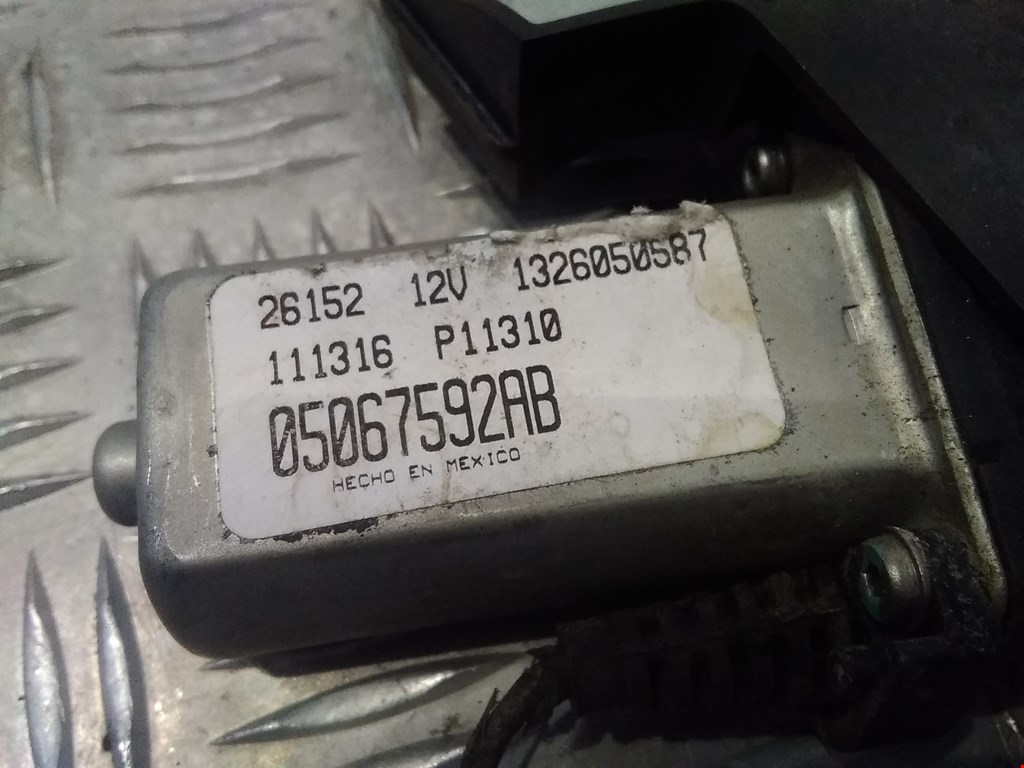 26152 12V 1326050587
111316 P11310
05067592AB
HECHO EN MEXICO